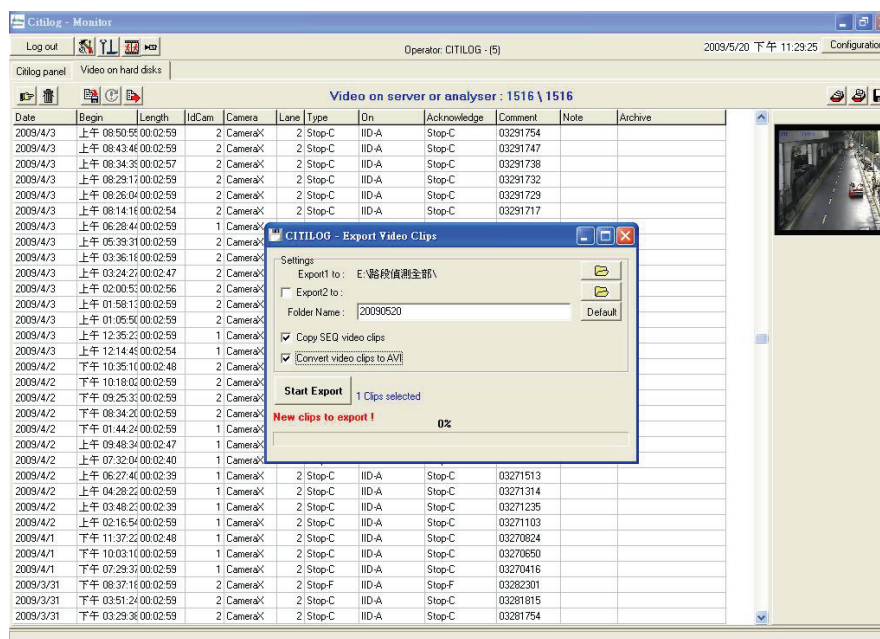 Citilog - Monitor
Log out
Operator: CITILOG - (5)
2009/5/20 下午 11:29:25
Configuration
Citilog panel
Video on hard disks
Video on server or analyser : 1516 \ 1516
Date Begin Length IdCam Camera Lane Type On Acknowledge Comment Note Archive
2009/4/3 上午 08:50:55 00:02:59 2 CameraX 2 Stop-C IID-A Stop-C 03291754
2009/4/3 上午 08:43:48 00:02:59 2 CameraX 2 Stop-C IID-A Stop-C 03291747
2009/4/3 上午 08:34:39 00:02:57 2 CameraX 2 Stop-C IID-A Stop-C 03291738
2009/4/3 上午 08:29:17 00:02:59 2 CameraX 2 Stop-C IID-A Stop-C 03291732
2009/4/3 上午 08:26:04 00:02:59 2 CameraX 2 Stop-C IID-A Stop-C 03291729
2009/4/3 上午 08:14:16 00:02:54 2 CameraX 2 Stop-C IID-A Stop-C 03291717
2009/4/3 上午 06:28:44 00:02:59 1 CameraX
2009/4/3 上午 05:39:31 00:02:59 2 CameraX
2009/4/3 上午 03:36:18 00:02:59 2 CameraX
2009/4/3 上午 03:24:27 00:02:47 2 CameraX
2009/4/3 上午 02:00:53 00:02:56 2 CameraX
2009/4/3 上午 01:58:13 00:02:59 2 CameraX
2009/4/3 上午 01:05:50 00:02:59 2 CameraX
2009/4/3 上午 12:35:23 00:02:59 1 CameraX
2009/4/3 上午 12:14:49 00:02:54 1 CameraX
2009/4/2 下午 10:35:10 00:02:48 2 CameraX
2009/4/2 下午 10:18:02 00:02:59 2 CameraX
2009/4/2 下午 09:25:33 00:02:59 2 CameraX
2009/4/2 下午 08:34:20 00:02:59 2 CameraX
2009/4/2 下午 01:44:24 00:02:59 1 CameraX
2009/4/2 上午 09:48:34 00:02:47 1 CameraX
2009/4/2 上午 07:32:04 00:02:40 1 CameraX
2009/4/2 上午 06:27:40 00:02:39 1 CameraX 2 Stop-C IID-A Stop-C 03271513
2009/4/2 上午 04:28:22 00:02:59 1 CameraX 2 Stop-C IID-A Stop-C 03271314
2009/4/2 上午 03:48:23 00:02:39 1 CameraX 2 Stop-C IID-A Stop-C 03271235
2009/4/2 上午 02:16:54 00:02:59 1 CameraX 2 Stop-C IID-A Stop-C 03271103
2009/4/1 下午 11:37:22 00:02:48 1 CameraX 2 Stop-C IID-A Stop-C 03270824
2009/4/1 下午 10:03:10 00:02:59 1 CameraX 2 Stop-C IID-A Stop-C 03270650
2009/4/1 下午 07:29:37 00:02:59 1 CameraX 2 Stop-C IID-A Stop-C 03270416
2009/3/31 下午 08:37:18 00:02:59 2 CameraX 2 Stop-F IID-A Stop-F 03282301
2009/3/31 下午 03:51:24 00:02:59 2 CameraX 2 Stop-C IID-A Stop-C 03281815
2009/3/31 下午 03:29:38 00:02:59 2 CameraX 2 Stop-C IID-A Stop-C 03281754
CITILOG - Export Video Clips
Settings
Export1 to : E:\路段偵測全部\
Export2 to :
Folder Name : 20090520 Default
Copy SEQ video clips
Convert video clips to AVI
Start Export 1 Clips selected
New clips to export !
0%